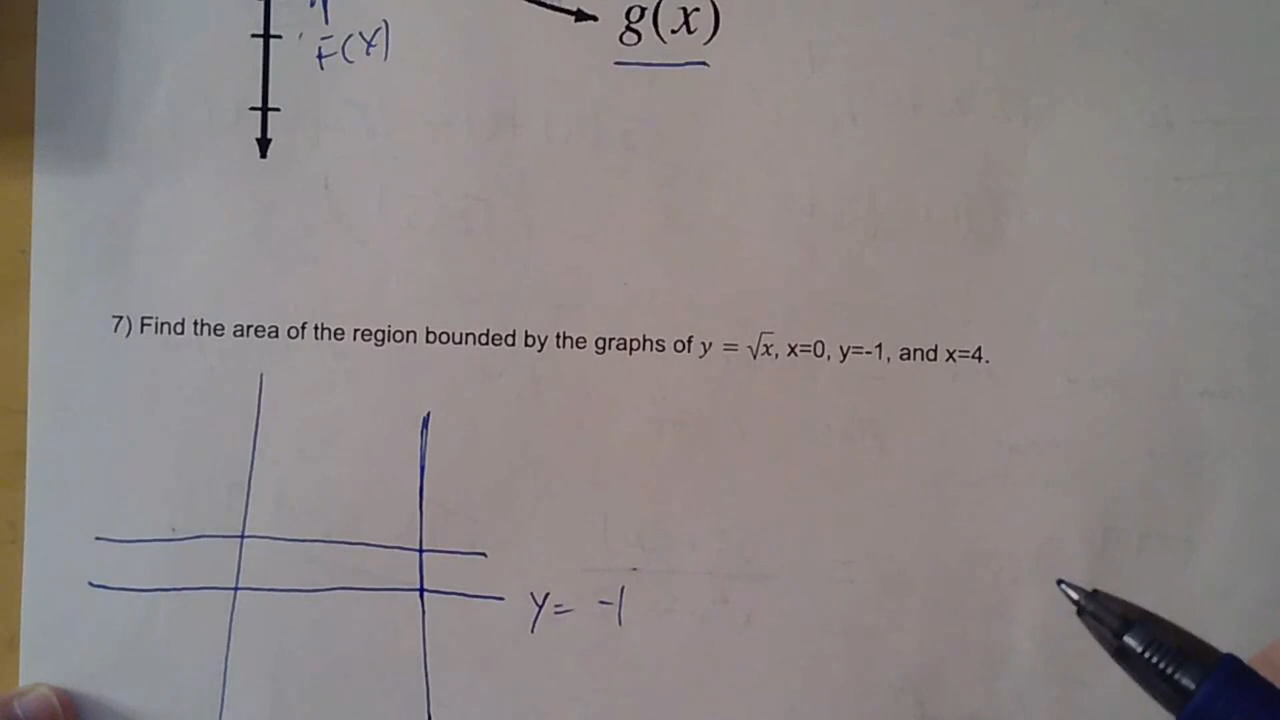 g(x)
F(x)
7) Find the area of the region bounded by the graphs of y = √x, x=0, y=-1, and x=4.
y= -1